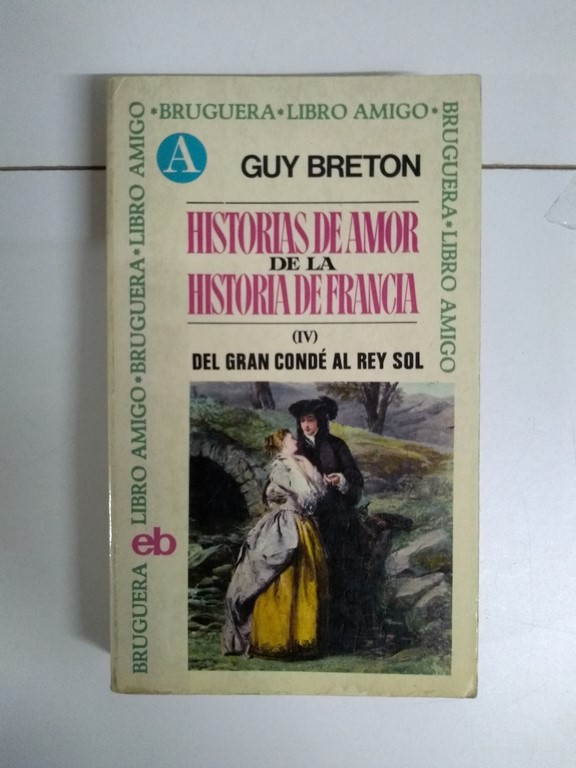 *BRUGUERA*LIBRO AMIGO*
BRUGUERA*LIBRO AMIGO*BRUGUERA*LIBRO AMIGO
BRUGUERA*LIBRO AMIGO
A
GUY BRETON
HISTORIAS DE AMOR
DE LA
HISTORIA DE FRANCIA
(IV)
DEL GRAN CONDÉ AL REY SOL
eb